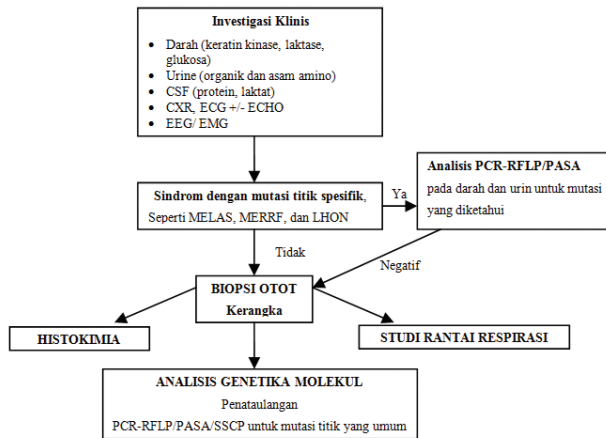 Investigasi Klinis
• Darah (keratin kinase, laktase,
glukosa)
• Urine (organik dan asam amino)
• CSF (protein, laktat)
• CXR, ECG +/- ECHO
• EEG/ EMG
Analisis PCR-RFLP/PASA
pada darah dan urin untuk mutasi
yang diketahui
Sindrom dengan mutasi titik spesifik,
Seperti MELAS, MERRF, dan LHON
Ya
Tidak
Negatif
BIOPSI OTOT
Kerangka
HISTOKIMIA
STUDI RANTAI RESPIRASI
ANALISIS GENETIKA MOLEKUL
Penataulangan
PCR-RFLP/PASA/SSCP untuk mutasi titik yang umum